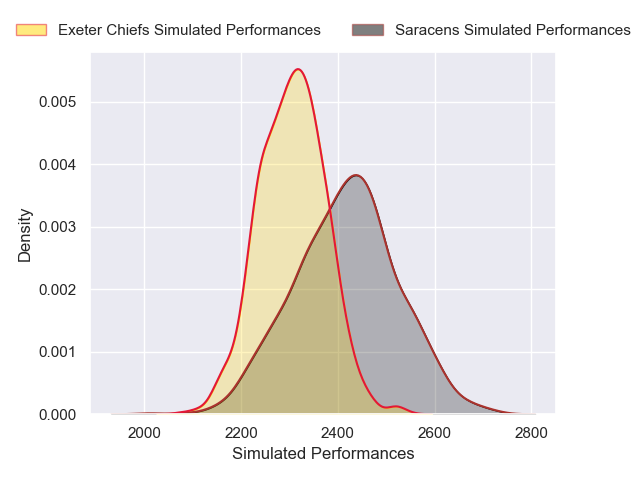 Exeter Chiefs Simulated Performances
Saracens Simulated Performances
0.005
0.004
0.003
0.002
0.001
0.000
Density
2000 2200 2400 2600 2800
Simulated Performances